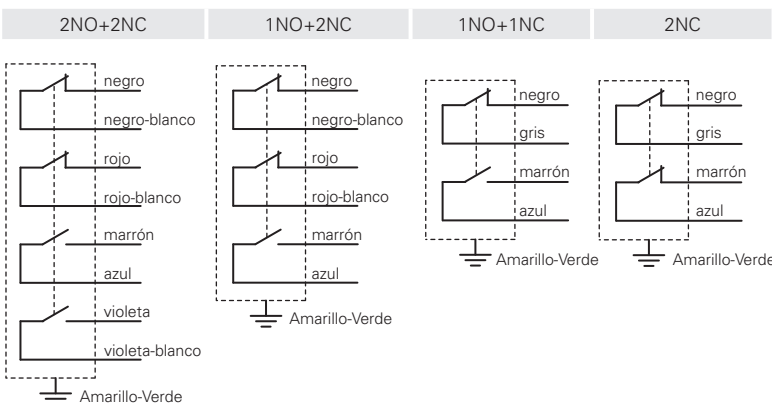 2NO+2NC
negro
negro-blanco
rojo
rojo-blanco
marrón
azul
violeta
violeta-blanco
Amarillo-Verde
1NO+2NC
negro
negro-blanco
rojo
rojo-blanco
marrón
azul
Amarillo-Verde
1NO+1NC
negro
gris
marrón
azul
Amarillo-Verde
2NC
negro
gris
marrón
azul
Amarillo-Verde